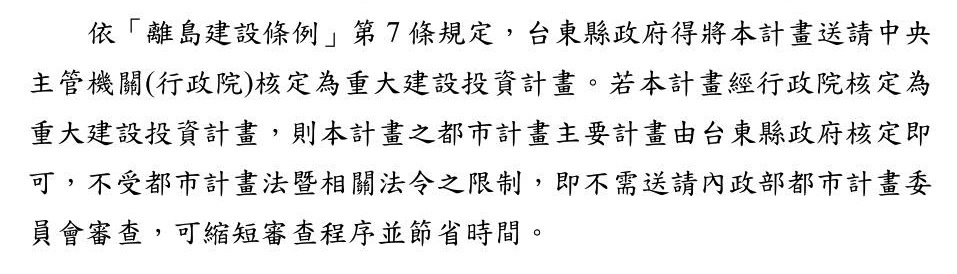 依「離島建設條例」第 7 條規定，台東縣政府得將本計畫送請中央
主管機關(行政院)核定為重大建設投資計畫。若本計畫經行政院核定為
重大建設投資計畫，則本計畫之都市計畫主要計畫由台東縣政府核定即
可，不受都市計畫法暨相關法令之限制，即不需送請內政部都市計畫委
員會審查，可縮短審查程序並節省時間。